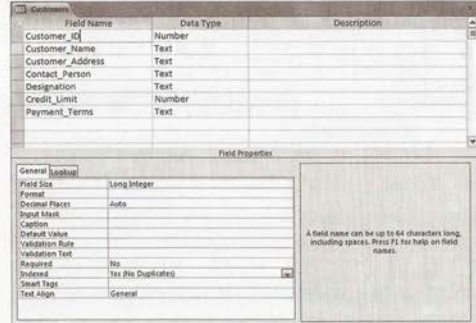 Customers
Field Name Data Type Description
Customer_ID Number
Customer_Name Text
Customer_Address Text
Contact_Person Text
Designation Text
Credit_Limit Number
Payment_Terms Text
Field Properties
General Lookup
Field Size Long Integer
Format
Decimal Places Auto
Input Mask
Caption
Default Value
Validation Rule
Validation Text
Required No
Indexed Yes (No Duplicates)
Smart Tags
Text Align General
A field name can be up to 64 characters long,
including spaces. Press F1 for help on field
names.